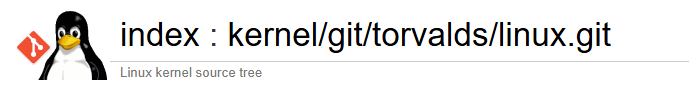 index : kernel/git/torvalds/linux.git
Linux kernel source tree